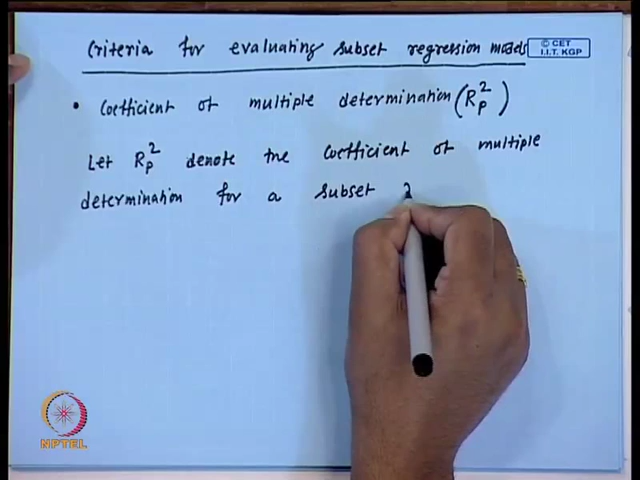 Criteria for evaluating subset regression models
© CET
I.I.T. KGP
• Coefficient of multiple determination (R_p^2)
Let R_p^2 denote the coefficient of multiple
determination for a subset
NPTEL